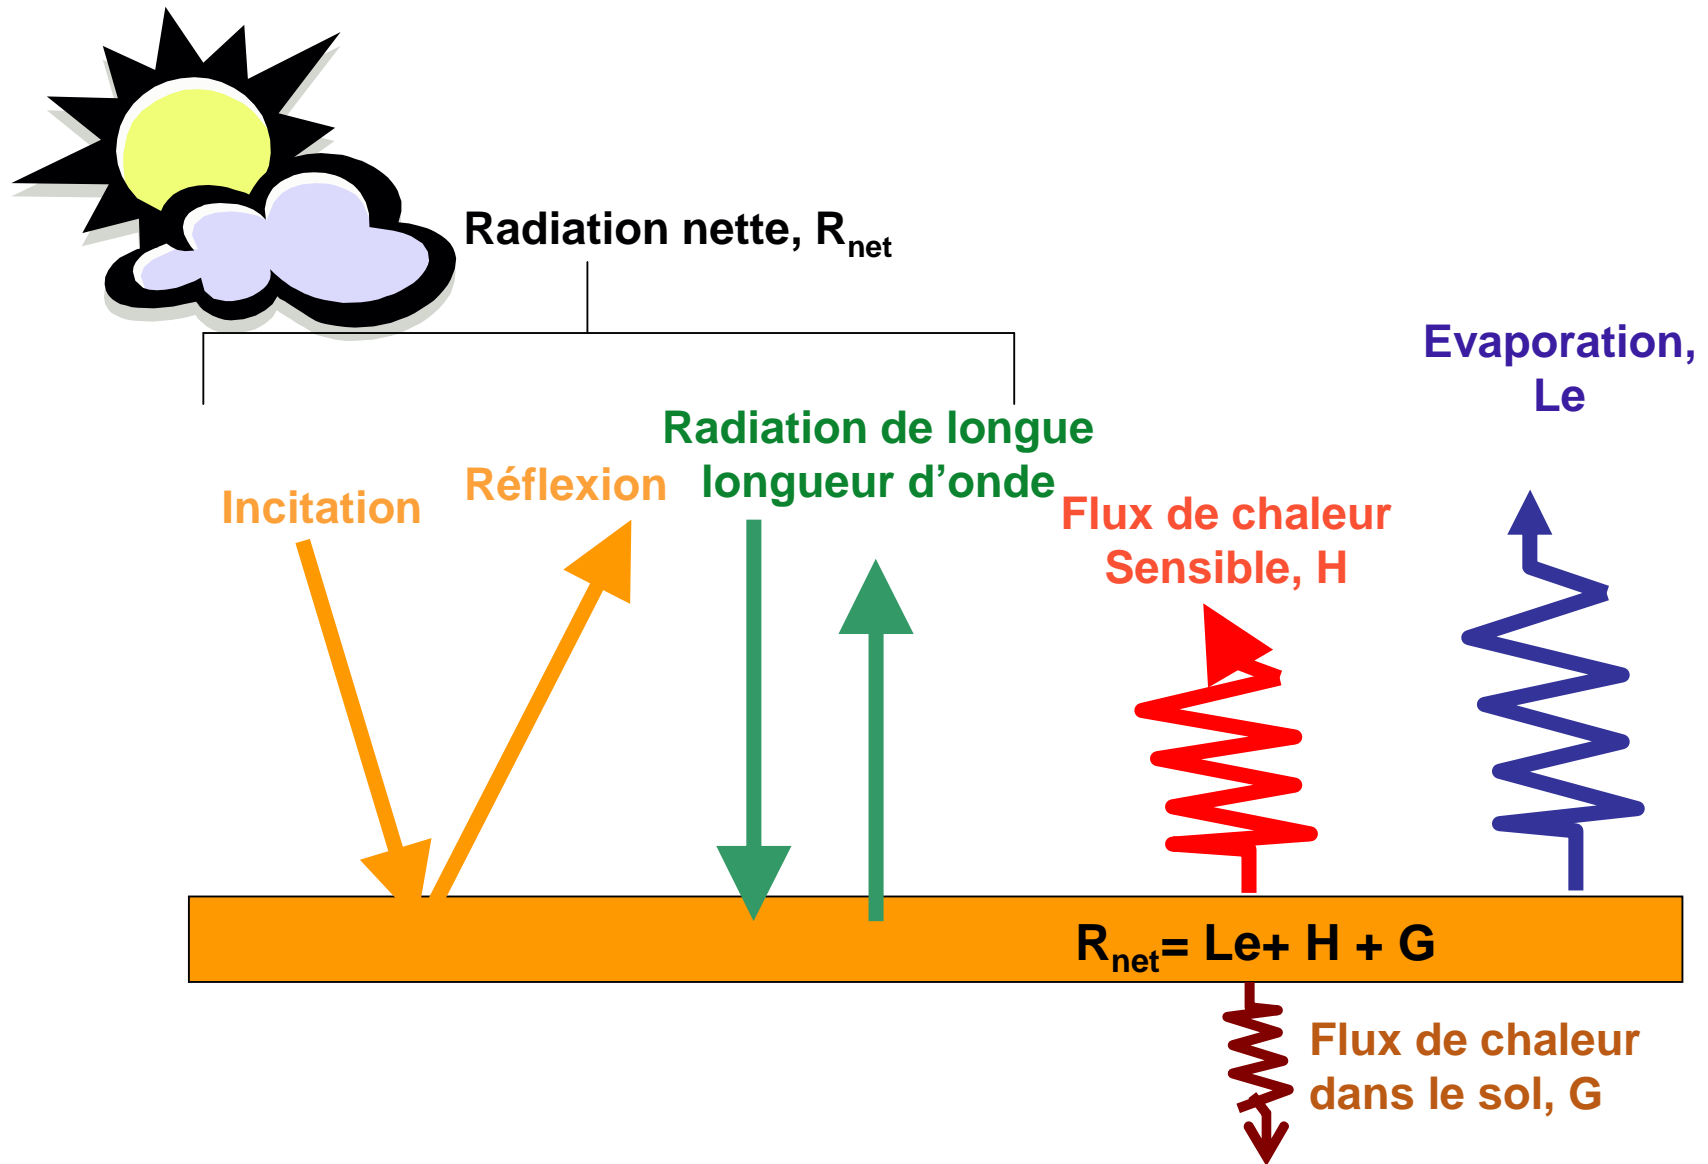 Radiation nette, Rnet
Evaporation,
Le
Radiation de longue
longueur d’onde
Réflexion
Incitation
Flux de chaleur
Sensible, H
Rnet= Le+ H + G
Flux de chaleur
dans le sol, G